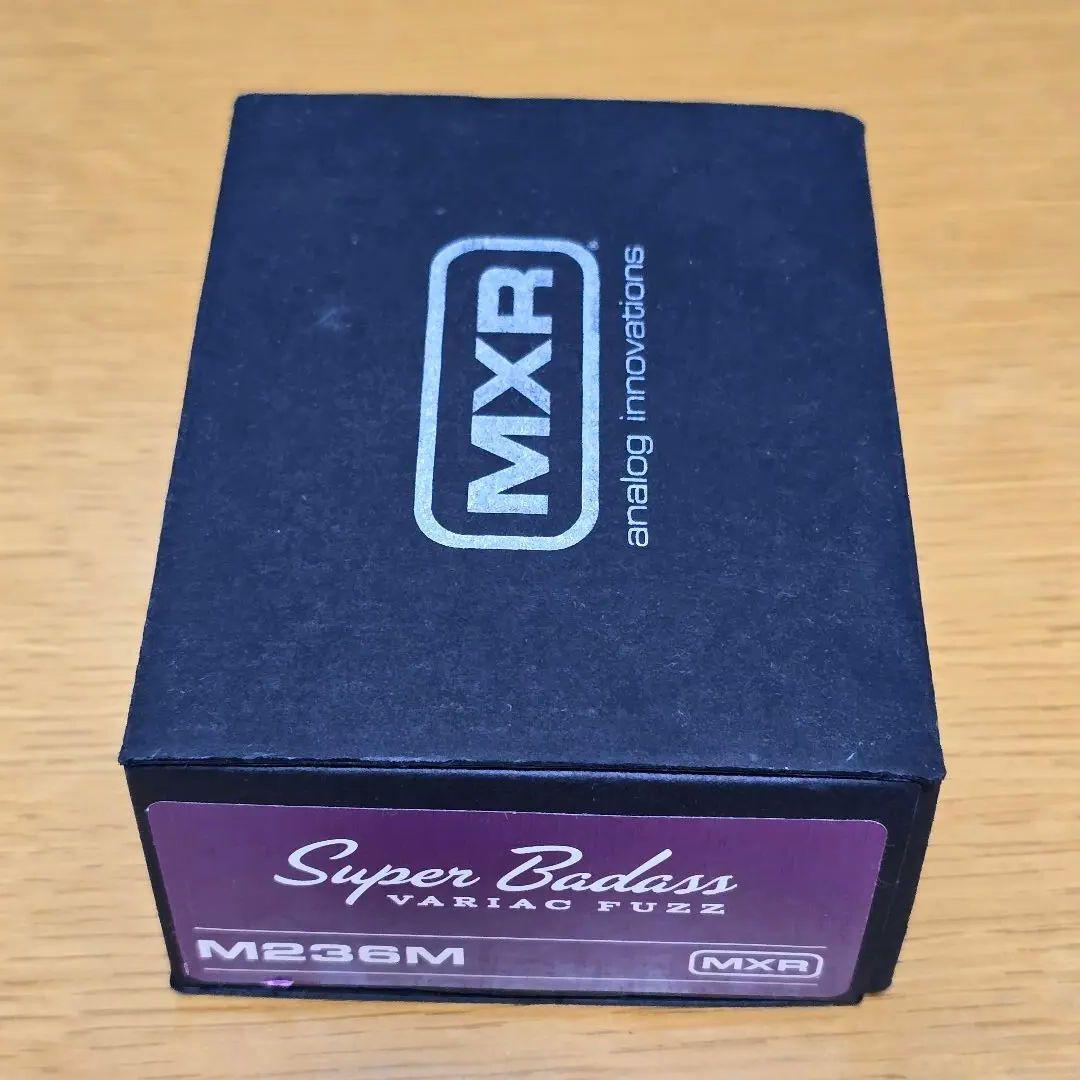 MXR
analog innovations
Super Badass
VARIAC FUZZ
M236M
MXR